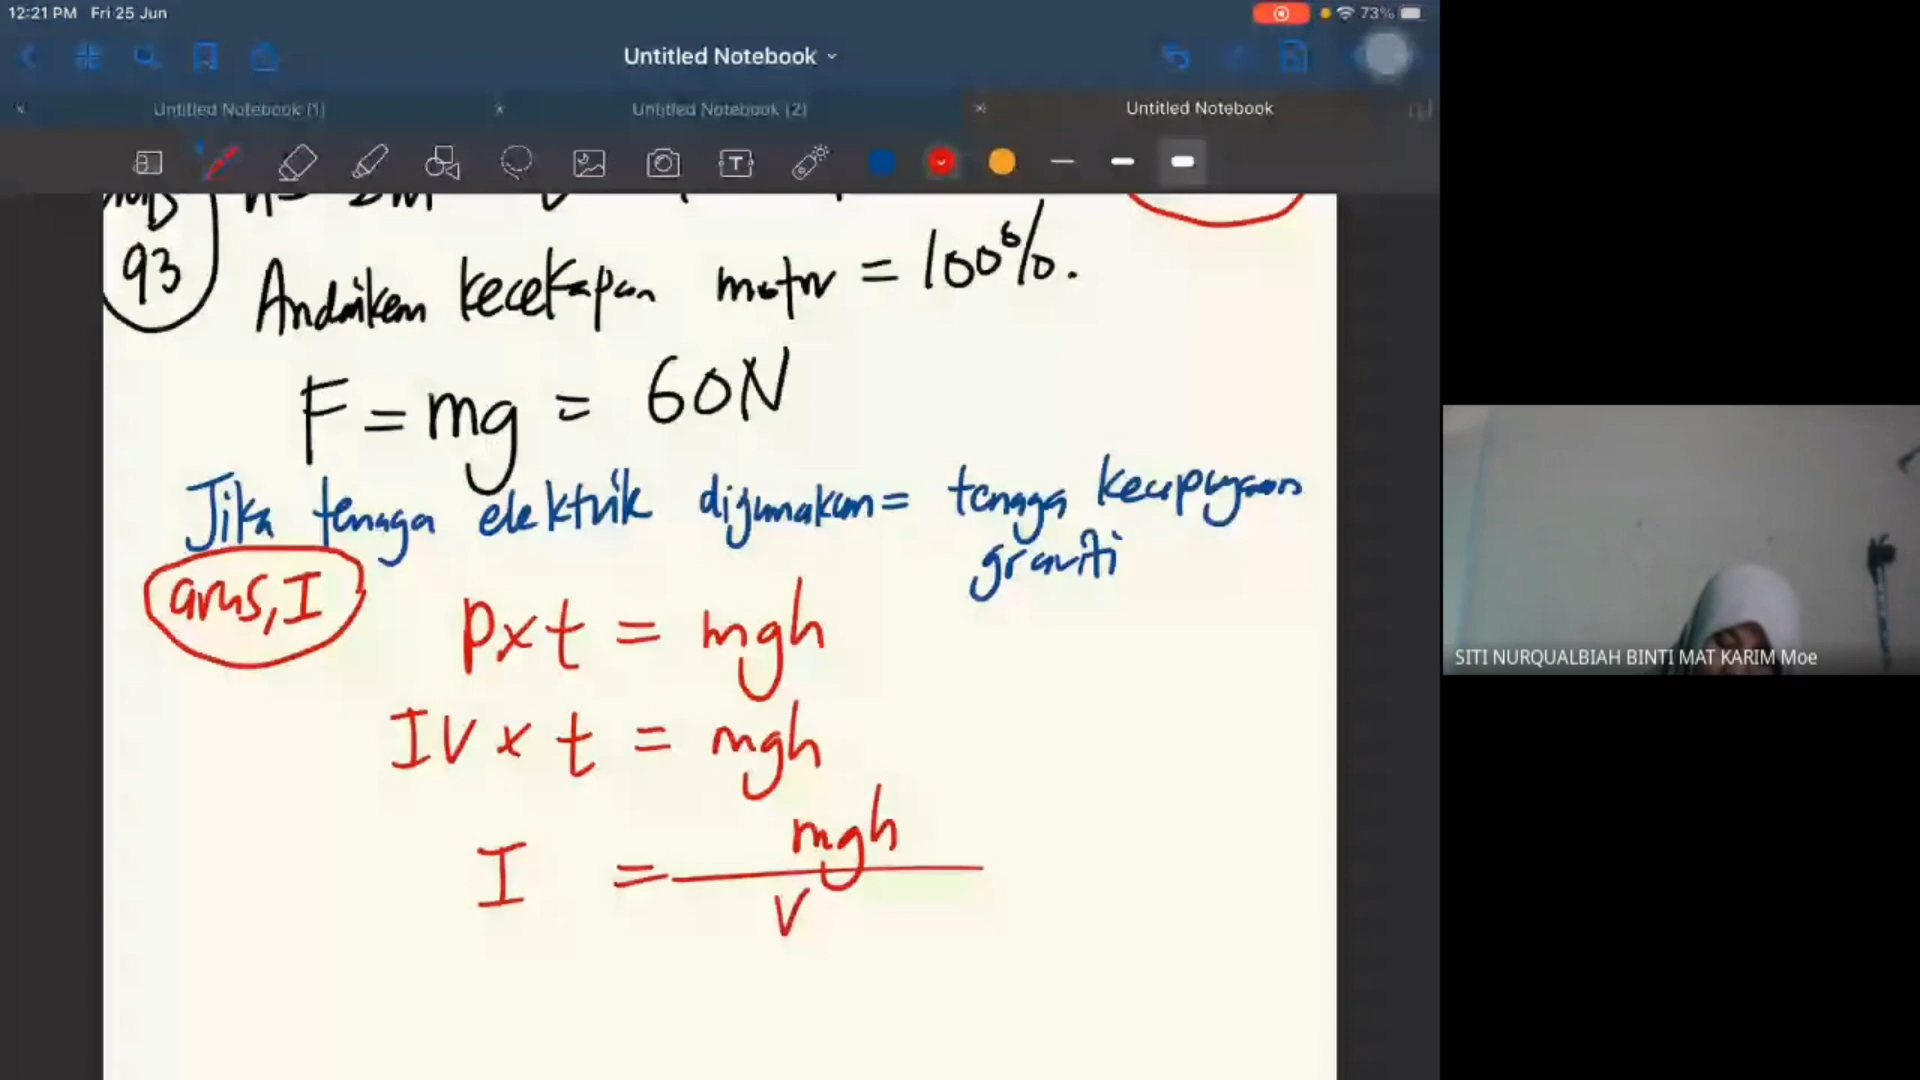 12:21 PM Fri 25 Jun
73%
Untitled Notebook
Untitled Notebook (1)
Untitled Notebook (2)
Untitled Notebook
T
93
Andaikan kecekapan motor = 100%.
F = mg = 60N
Jika tenaga elektrik digunakan = tenaga keupayaan
graviti
arus, I
P x t = mgh
IV x t = mgh
I = mgh
V
SITI NURQUALBIAH BINTI MAT KARIM Moe